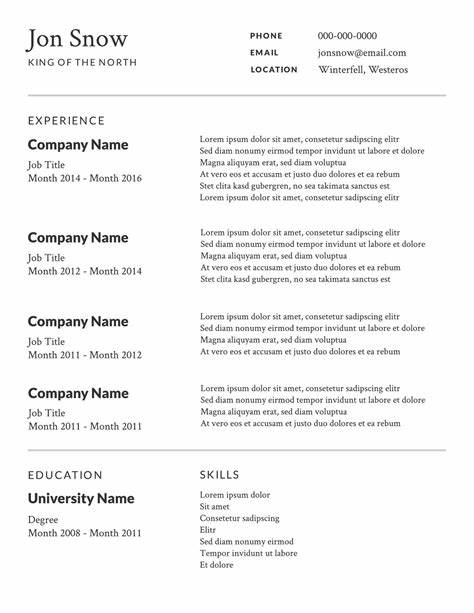 Jon Snow
KING OF THE NORTH
PHONE 000-000-0000
EMAIL jonsnow@email.com
LOCATION Winterfell, Westeros
EXPERIENCE
Company Name
Job Title
Month 2014 - Month 2016
Lorem ipsum dolor sit amet, consetetur sadipscing elitr
Sed diam nonumy eirmod tempor invidunt ut labore et dolore
Magna aliquyam erat, sed diam voluptua
At vero eos et accusam et justo duo dolores et ea rebum
Stet clita kasd gubergren, no sea takimata sanctus est
Lorem ipsum dolor sit amet, consetetur sadipscing elitr
Company Name
Job Title
Month 2012 - Month 2014
Lorem ipsum dolor sit amet, consetetur sadipscing elitr
Sed diam nonumy eirmod tempor invidunt ut labore et dolore
Magna aliquyam erat, sed diam voluptua
At vero eos et accusam et justo duo dolores et ea rebum
Stet clita kasd gubergren, no sea takimata sanctus est
Company Name
Job Title
Month 2011 - Month 2012
Lorem ipsum dolor sit amet, consetetur sadipscing elitr
Sed diam nonumy eirmod tempor invidunt ut labore et dolore
Magna aliquyam erat, sed diam voluptua
At vero eos et accusam et justo duo dolores et ea rebum
Company Name
Job Title
Month 2011 - Month 2011
Lorem ipsum dolor sit amet, consetetur sadipscing elitr
Sed diam nonumy eirmod tempor invidunt ut labore et dolore
Magna aliquyam erat, sed diam voluptua
At vero eos et accusam et justo duo dolores et ea rebum
EDUCATION
University Name
Degree
Month 2008 - Month 2011
SKILLS
Lorem ipsum dolor
Sit amet
Consetetur sadipscing
Elitr
Sed diam nonumy eirmod
Tempor invidunt ut labore
Et dolore